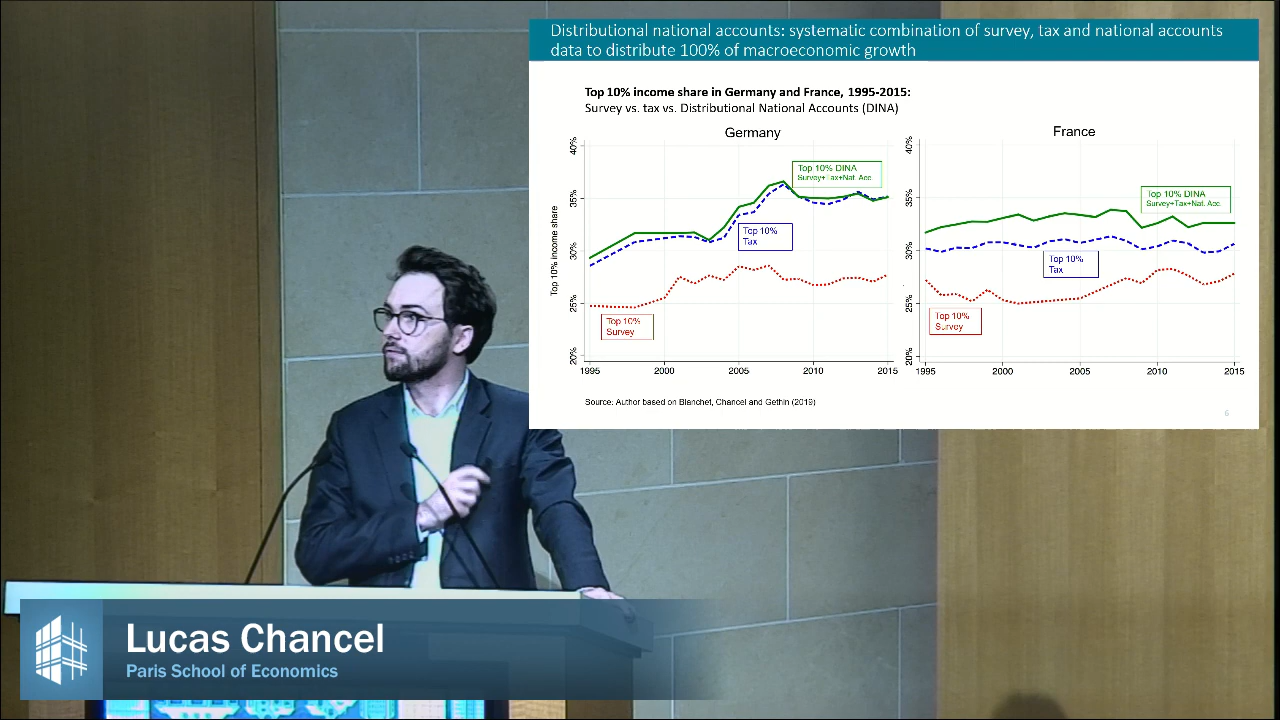 Distributional national accounts: systematic combination of survey, tax and national accounts
data to distribute 100% of macroeconomic growth
Top 10% income share in Germany and France, 1995-2015:
Survey vs. tax vs. Distributional National Accounts (DINA)
Germany
Top 10% income share
40%
35%
30%
25%
20%
Top 10% DINA
Survey+Tax+Nat. Acc.
Top 10%
Tax
Top 10%
Survey
1995
2000
2005
2010
2015
France
40%
35%
30%
25%
20%
Top 10% DINA
Survey+Tax+Nat. Acc.
Top 10%
Tax
Top 10%
Survey
1995
2000
2005
2010
2015
Source: Author based on Blanchet, Chancel and Gethin (2019)
6
Lucas Chancel
Paris School of Economics